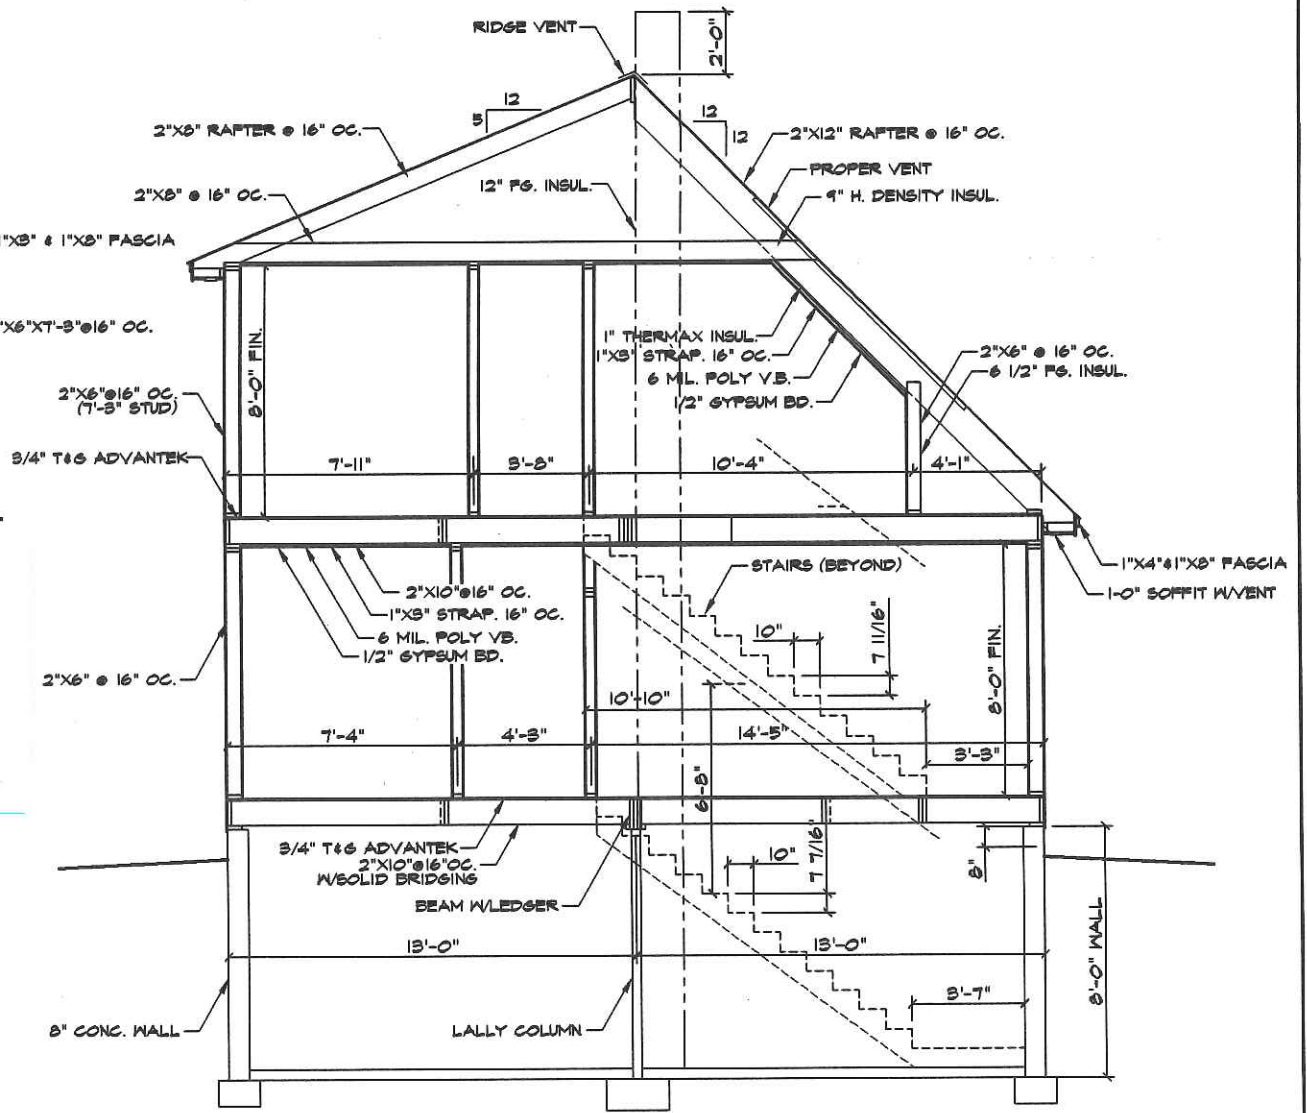 RIDGE VENT
2'-0"
12
5
12
12
2"X8" RAFTER @ 16" OC.
2"X12" RAFTER @ 16" OC.
PROPER VENT
2"X8" @ 16" OC.
12" FG. INSUL.
9" H. DENSITY INSUL.
1"X3" & 1"X8" FASCIA
"X6"X7'-3"@16" OC.
1" THERMAX INSUL.
1"X3" STRAP. 16" OC.
6 MIL. POLY V.B.
1/2" GYPSUM BD.
2"X6" @ 16" OC.
6 1/2" FG. INSUL.
8'-0" FIN.
2"X6"@16" OC.
(7'-3" STUD)
3/4" T&G ADVANTEK
7'-11"
3'-8"
10'-4"
4'-1"
STAIRS (BEYOND)
1"X4"&1"X8" FASCIA
1-0" SOFFIT W/VENT
2"X10"@16" OC.
1"X3" STRAP. 16" OC.
6 MIL. POLY VB.
1/2" GYPSUM BD.
10"
7 11/16"
8'-0" FIN.
2"X6" @ 16" OC.
10'-10"
7'-4"
4'-3"
14'-5"
3'-3"
6'-8"
3/4" T&G ADVANTEK
2"X10"@16"OC.
W/SOLID BRIDGING
10"
7 7/16"
8"
BEAM W/LEDGER
13'-0"
13'-0"
8'-0" WALL
3'-7"
8" CONC. WALL
LALLY COLUMN